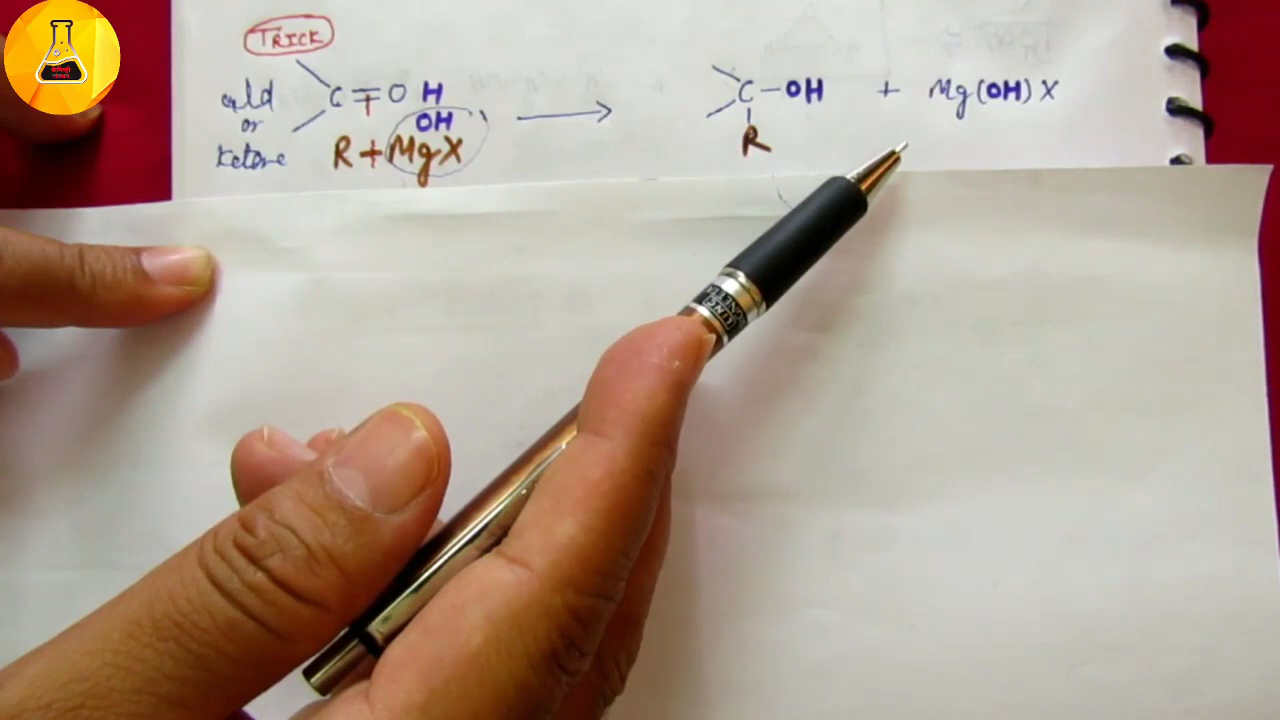 TRICK
ald C = O H C - OH + Mg(OH)X
or OH
Ketone R + MgX R